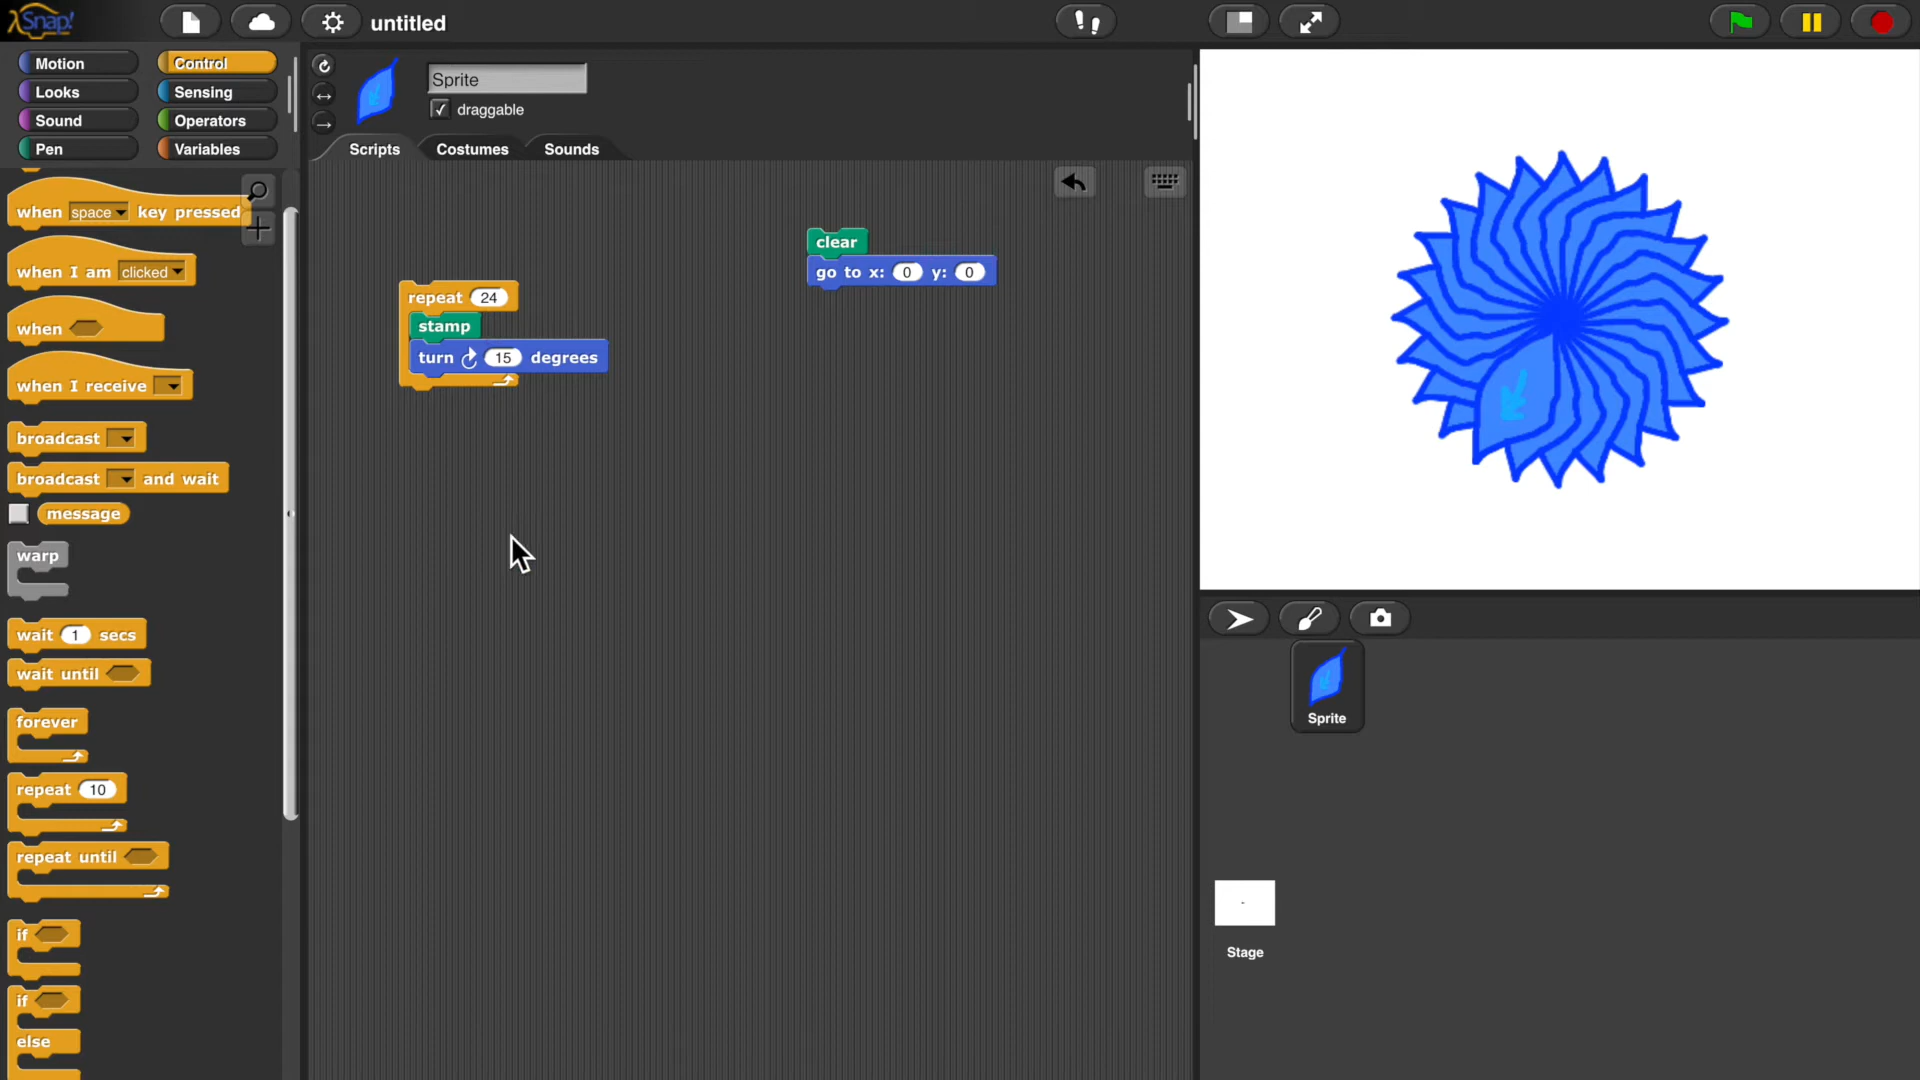 Snap!
untitled
Motion
Control
Looks
Sensing
Sound
Operators
Pen
Variables
when space key pressed
when I am clicked
when
when I receive
broadcast
broadcast and wait
message
warp
wait 1 secs
wait until
forever
repeat 10
repeat until
if
if
else
Sprite
draggable
Scripts
Costumes
Sounds
repeat 24
stamp
turn 15 degrees
clear
go to x: 0 y: 0
Sprite
Stage